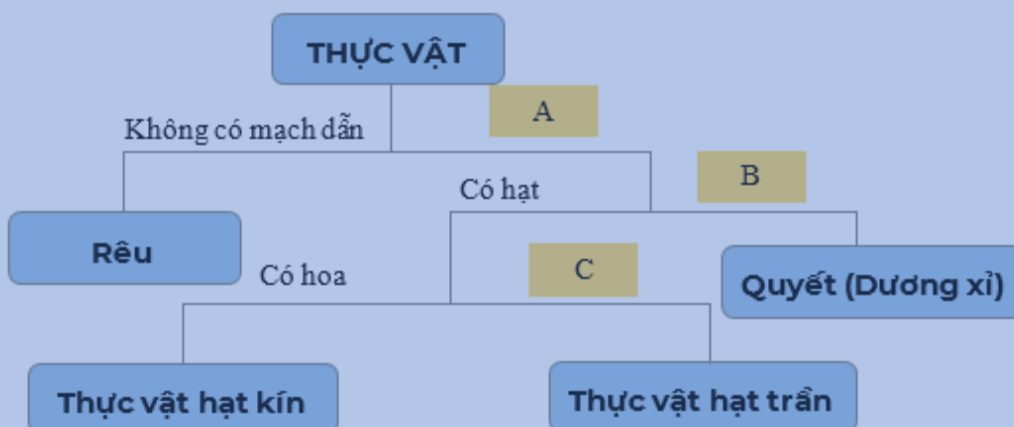 THỰC VẬT
A
Không có mạch dẫn
B
Có hạt
Rêu
C
Có hoa
Quyết (Dương xỉ)
Thực vật hạt kín
Thực vật hạt trần